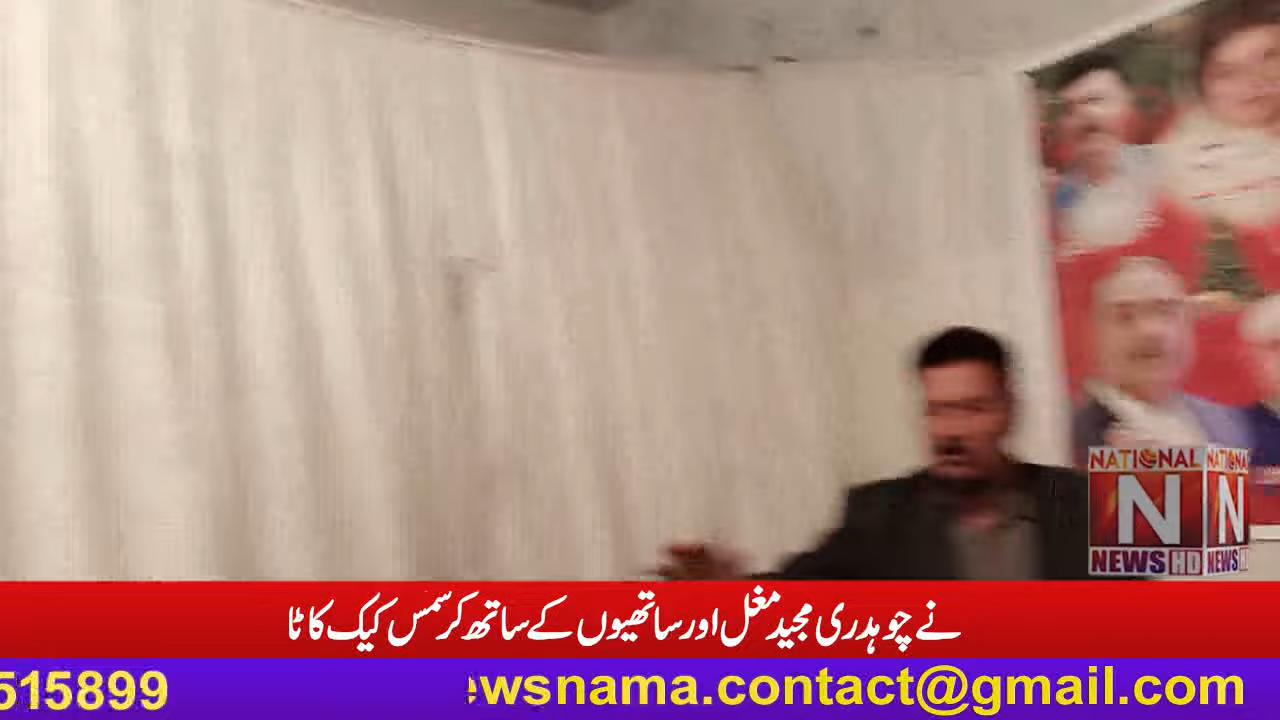 NATIONAL NATIONA
N N
NEWS HD NEWS
نے چوہدری مجید مغل اور ساتھیوں کے ساتھ کرسمس کیک کاٹا
515899 wsnama.contact@gmail.com